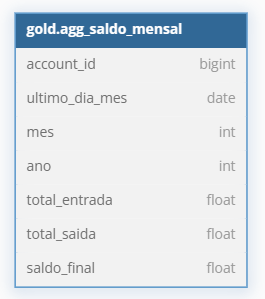 gold.agg_saldo_mensal
account_id bigint
ultimo_dia_mes date
mes int
ano int
total_entrada float
total_saida float
saldo_final float